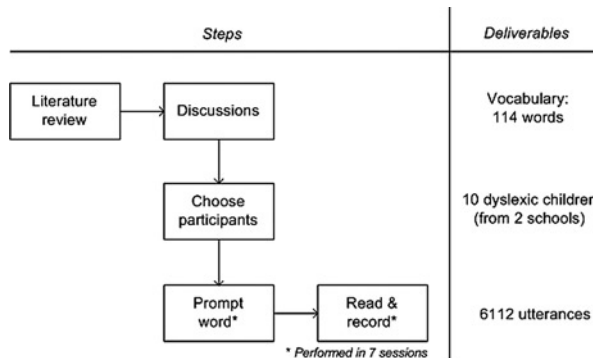 Steps
Deliverables
Literature
review
Discussions
Vocabulary:
114 words
Choose
participants
10 dyslexic children
(from 2 schools)
Prompt
word*
Read &
record*
6112 utterances
* Performed in 7 sessions